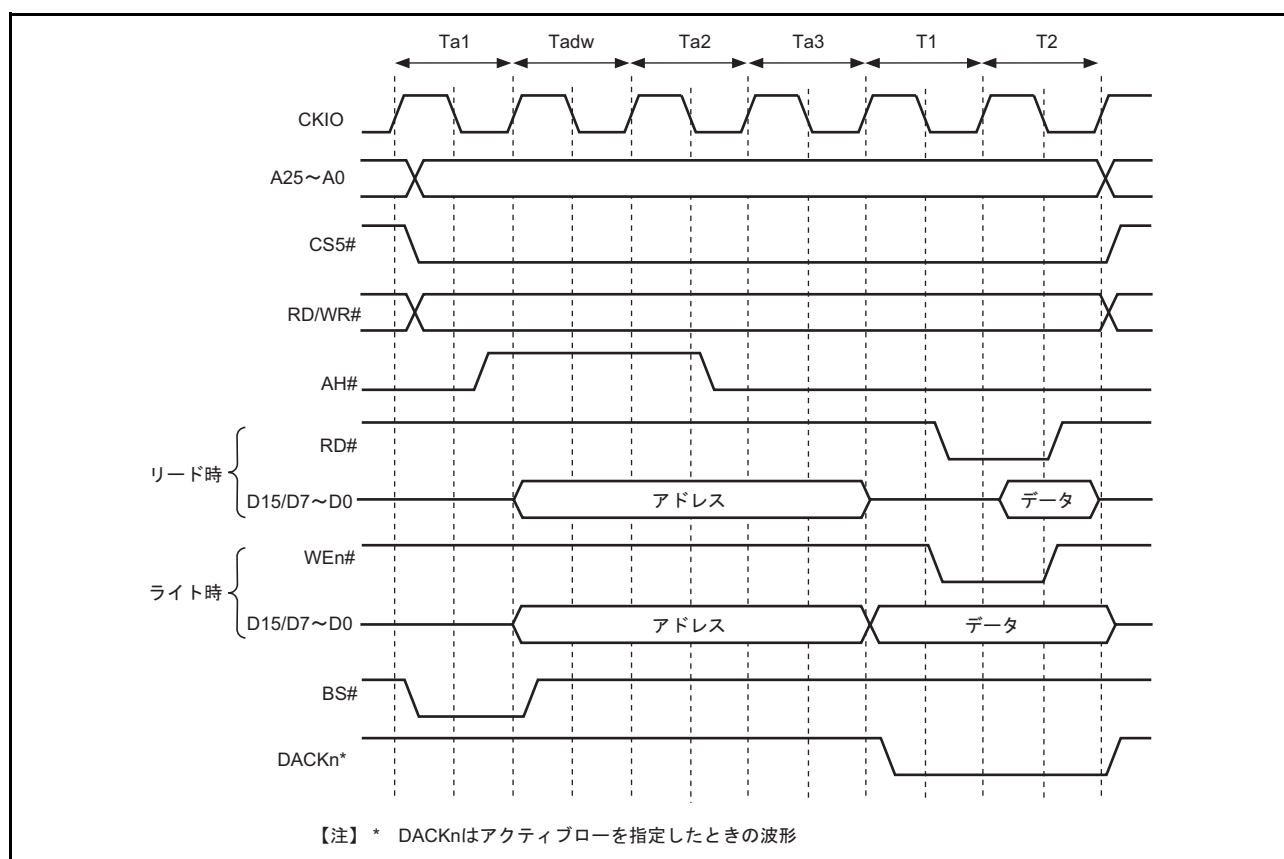 Ta1 Tadw Ta2 Ta3 T1 T2
CKIO
A25～A0
CS5#
RD/WR#
AH#
リード時
RD#
D15/D7～D0 アドレス データ
ライト時
WEn#
D15/D7～D0 アドレス データ
BS#
DACKn*
【注】 * DACKnはアクティブローを指定したときの波形